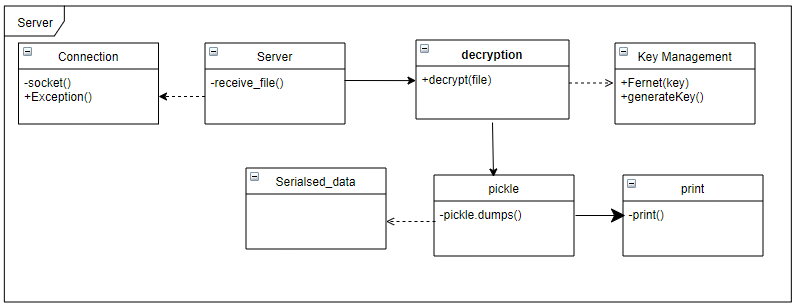 Server
Connection
-socket()
+Exception()
Server
-receive_file()
decryption
+decrypt(file)
Key Management
+Fernet(key)
+generateKey()
Serialsed_data
pickle
-pickle.dumps()
print
-print()